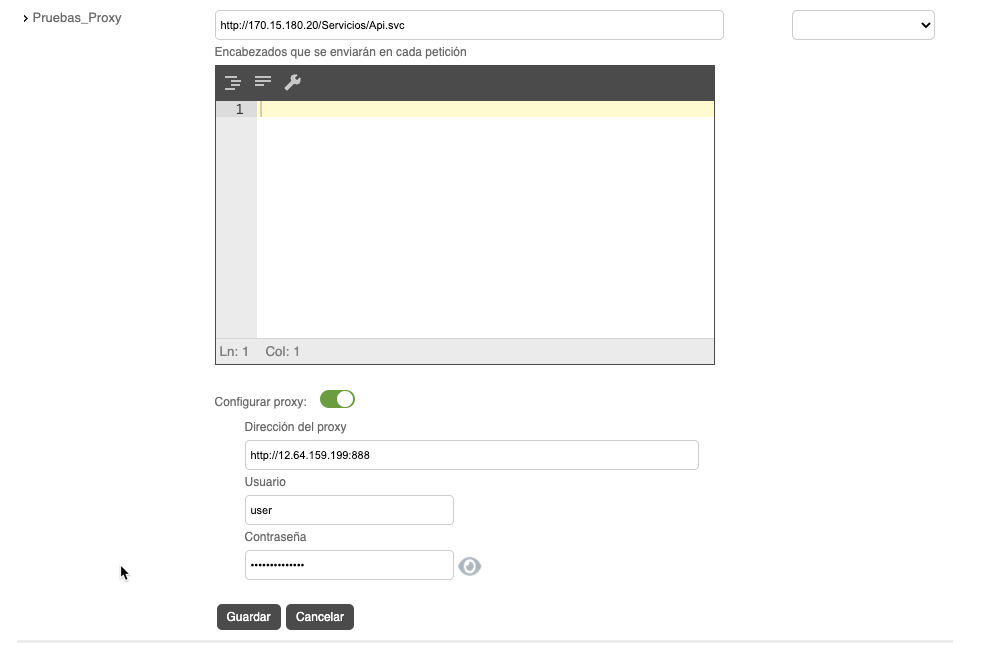 Pruebas_Proxy
http://170.15.180.20/Servicios/Api.svc
Encabezados que se enviarán en cada petición
1
Ln: 1 Col: 1
Configurar proxy:
Dirección del proxy
http://12.64.159.199:888
Usuario
user
Contraseña
••••••••••••••
Guardar Cancelar